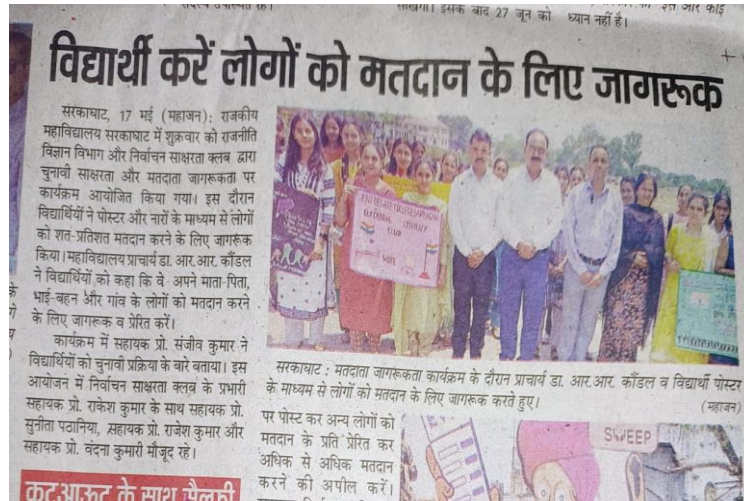 साखेगा। इसके बाद 27 जून को
ध्यान नहीं है।
विद्यार्थी करें लोगों को मतदान के लिए जागरूक
सरकाघाट, 17 मई (महाजन): राजकीय
महाविद्यालय सरकाघाट में शुक्रवार को राजनीति
विज्ञान विभाग और निर्वाचन साक्षरता क्लब द्वारा
चुनावी साक्षरता और मतदाता जागरूकता पर
कार्यक्रम आयोजित किया गया। इस दौरान
विद्यार्थियों ने पोस्टर और नारों के माध्यम से लोगों
को शत-प्रतिशत मतदान करने के लिए जागरूक
किया। महाविद्यालय प्राचार्य डा. आर.आर. कौंडल
ने विद्यार्थियों को कहा कि वे अपने माता-पिता,
भाई-बहन और गांव के लोगों को मतदान करने
के लिए जागरूक व प्रेरित करें।
कार्यक्रम में सहायक प्रो. संजीव कुमार ने
विद्यार्थियों को चुनावी प्रक्रिया के बारे बताया। इस
आयोजन में निर्वाचन साक्षरता क्लब के प्रभारी
सहायक प्रो. राकेश कुमार के साथ सहायक प्रो.
सुनीता पठानिया, सहायक प्रो. राजेश कुमार और
सहायक प्रो. वंदना कुमारी मौजूद रहे।
ELECTORAL LITERACY
CLUB
VOTE
सरकाघाट : मतदाता जागरूकता कार्यक्रम के दौरान प्राचार्य डा. आर.आर. कौंडल व विद्यार्थी पोस्टर
के माध्यम से लोगों को मतदान के लिए जागरूक करते हुए।
(महाजन)
पर पोस्ट कर अन्य लोगों को
मतदान के प्रति प्रेरित कर
अधिक से अधिक मतदान
करने की अपील करें।
SWEEP
कटआऊट के साथ सैल्फी